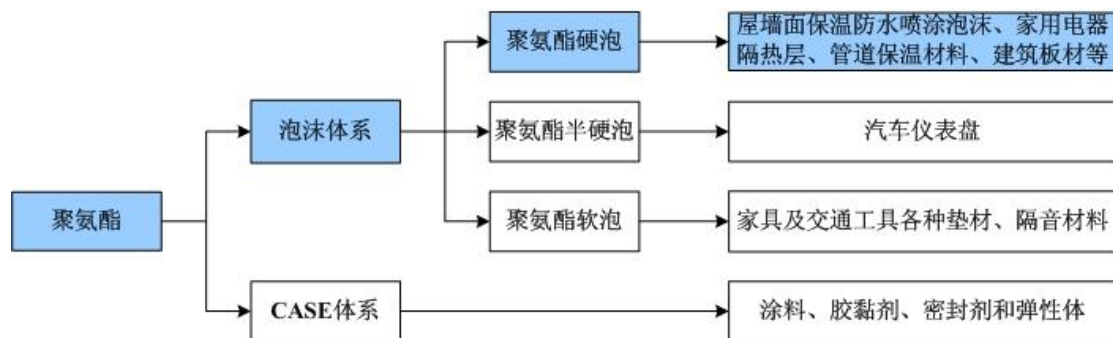 聚氨酯
泡沫体系
聚氨酯硬泡
屋墙面保温防水喷涂泡沫、家用电器
隔热层、管道保温材料、建筑板材等
聚氨酯半硬泡
汽车仪表盘
聚氨酯软泡
家具及交通工具各种垫材、隔音材料
CASE体系
涂料、胶黏剂、密封剂和弹性体